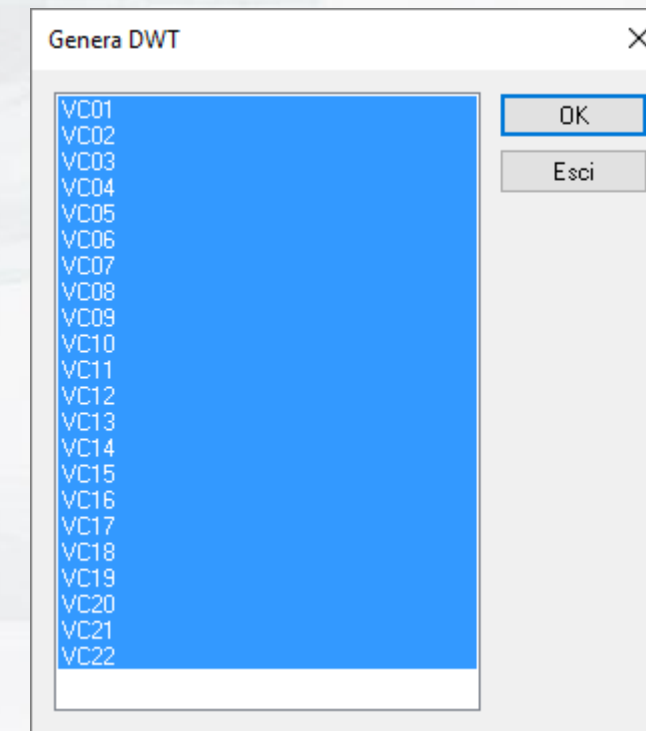 Genera DWT
VC01
VC02
VC03
VC04
VC05
VC06
VC07
VC08
VC09
VC10
VC11
VC12
VC13
VC14
VC15
VC16
VC17
VC18
VC19
VC20
VC21
VC22
OK
Esci